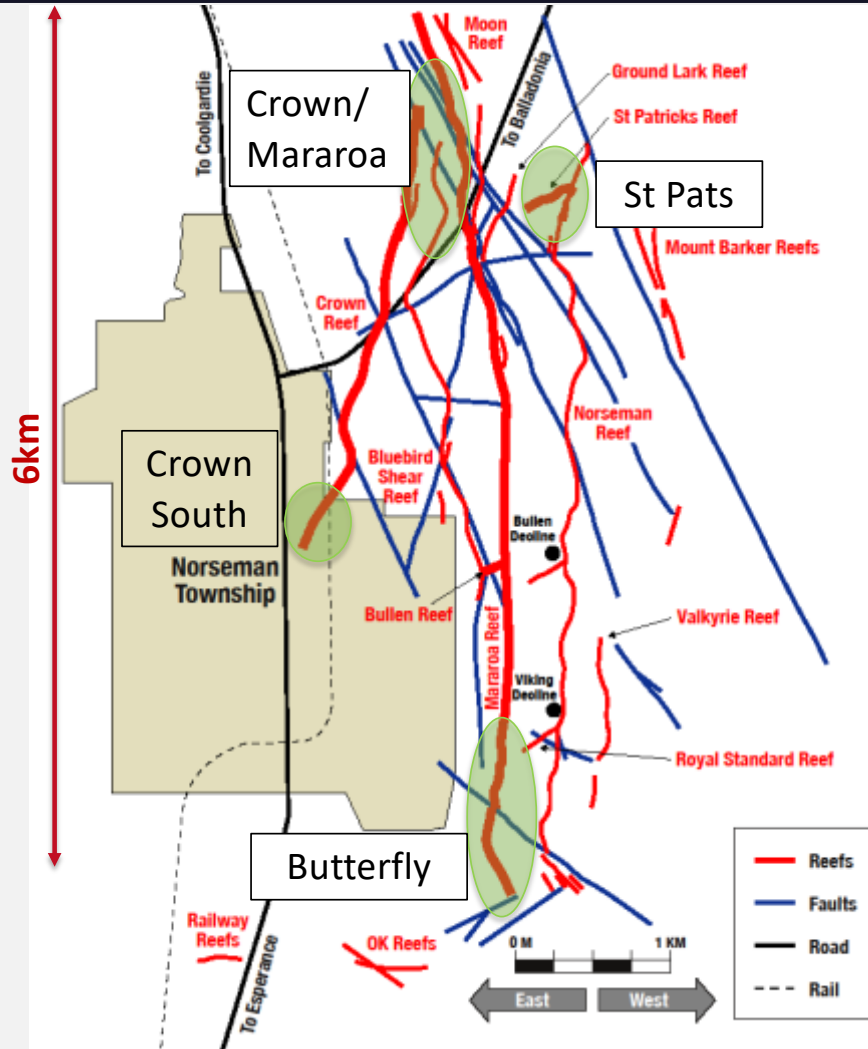 Moon
Reef
To Coolgardie
Crown/
Mararoa
To Balladonia
Ground Lark Reef
St Patricks Reef
St Pats
Mount Barker Reefs
Crown
Reef
6km
Norseman
Reef
Crown
South
Bluebird
Shear
Reef
Bullen
Decline
Norseman
Township
Bullen Reef
Mararoa Reef
Valkyrie Reef
Viking
Decline
Royal Standard Reef
Butterfly
Reefs
Faults
Road
Rail
Railway
Reefs
OK Reefs
To Esperance
0 M
1 KM
East
West